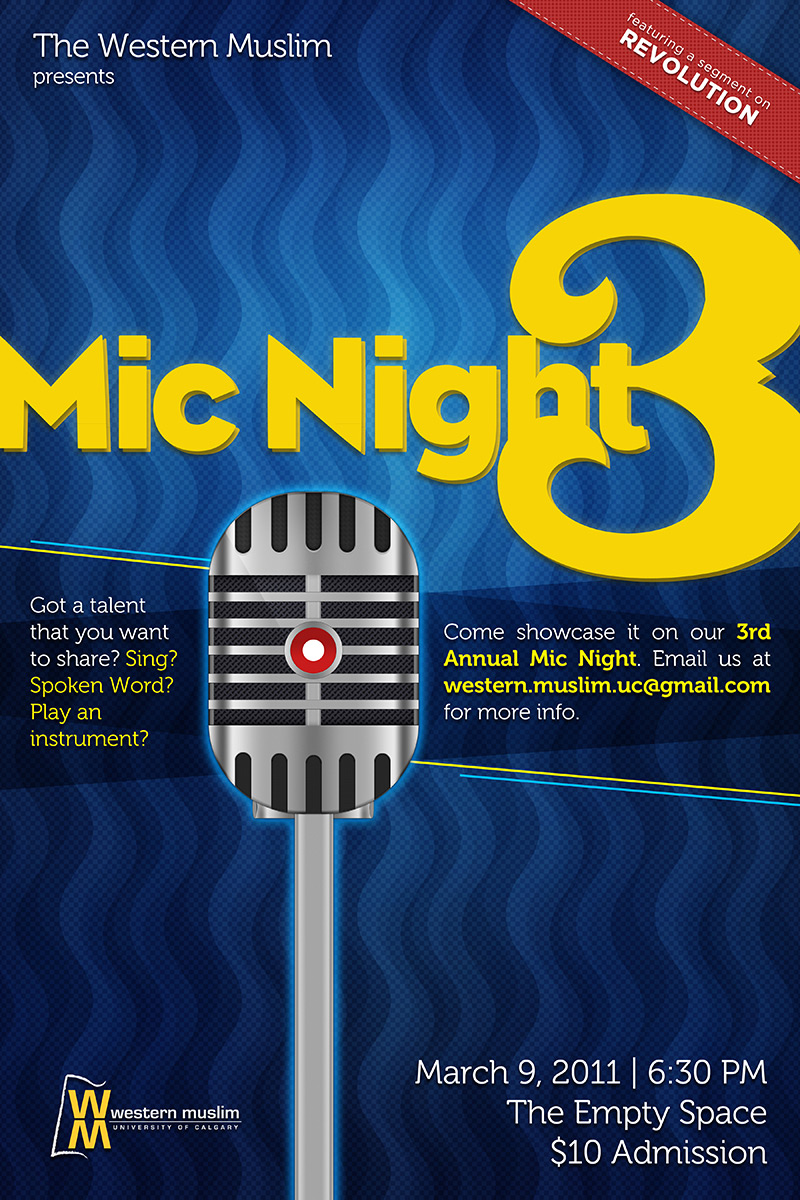 The Western Muslim
presents
featuring a segment on
REVOLUTION
Mic Night 3
Got a talent
that you want
to share? Sing?
Spoken Word?
Play an
instrument?
Come showcase it on our 3rd
Annual Mic Night. Email us at
western.muslim.uc@gmail.com
for more info.
WM
western muslim
UNIVERSITY OF CALGARY
March 9, 2011 | 6:30 PM
The Empty Space
$10 Admission